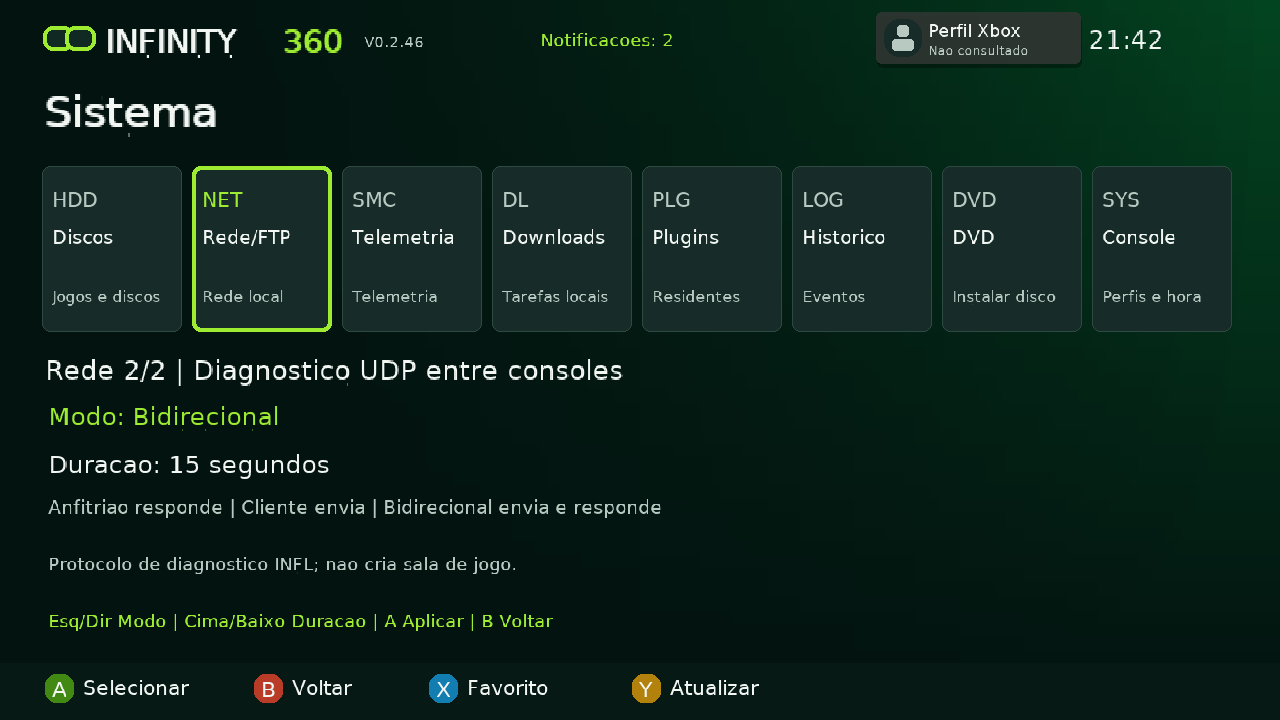 INFINITY 360 V0.2.46 Notificacoes: 2 Perfil Xbox 21:42
Nao consultado
Sistema
HDD NET SMC DL PLG LOG DVD SYS
Discos Rede/FTP Telemetria Downloads Plugins Historico DVD Console
Jogos e discos Rede local Telemetria Tarefas locais Residentes Eventos Instalar disco Perfis e hora
Rede 2/2 | Diagnostico UDP entre consoles
Modo: Bidirecional
Duracao: 15 segundos
Anfitriao responde | Cliente envia | Bidirecional envia e responde
Protocolo de diagnostico INFL; nao cria sala de jogo.
Esq/Dir Modo | Cima/Baixo Duracao | A Aplicar | B Voltar
A Selecionar B Voltar X Favorito Y Atualizar